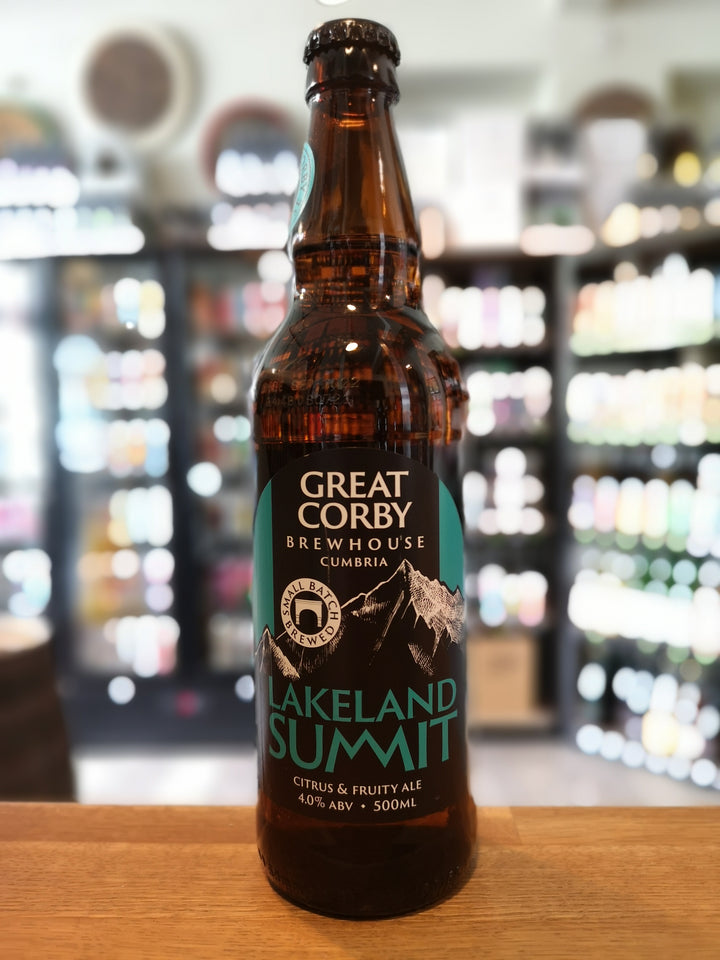 GREAT
CORBY
BREWHOUSE
CUMBRIA
SMALL BATCH
BREWED
LAKELAND
SUMMIT
CITRUS & FRUITY ALE
4.0% ABV • 500ML